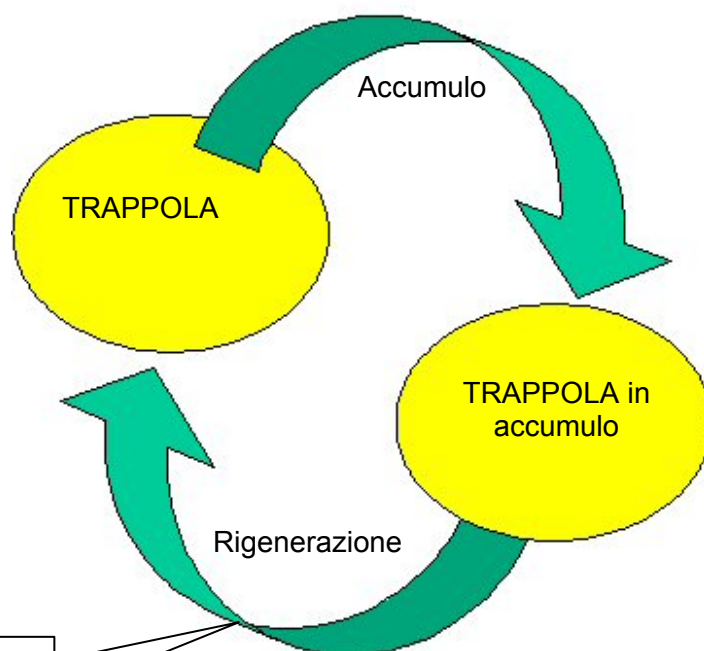 Accumulo
TRAPPOLA
TRAPPOLA in
accumulo
Rigenerazione